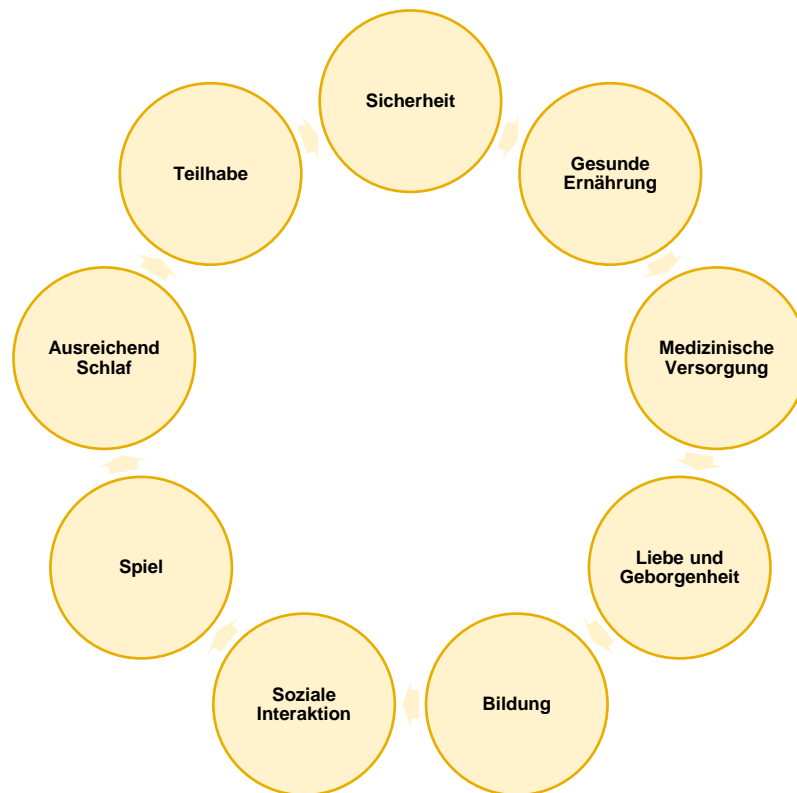 Sicherheit
Gesunde
Ernährung
Medizinische
Versorgung
Liebe und
Geborgenheit
Bildung
Soziale
Interaktion
Spiel
Ausreichend
Schlaf
Teilhabe